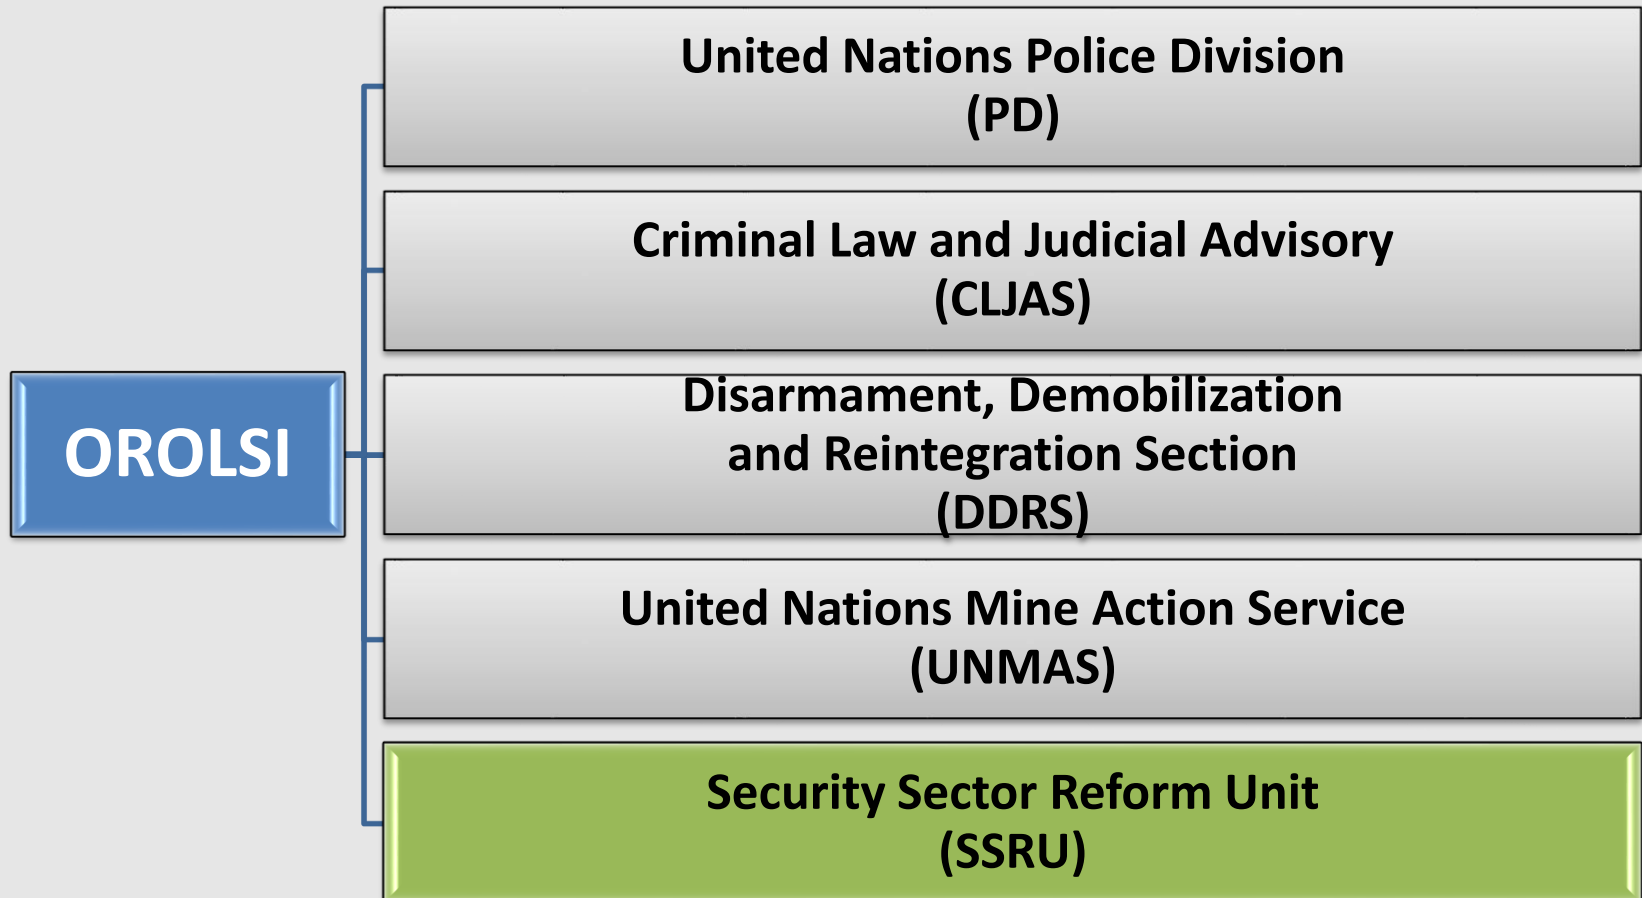 United Nations Police Division
(PD)
Criminal Law and Judicial Advisory
(CLJAS)
Disarmament, Demobilization
and Reintegration Section
(DDRS)
OROLSI
United Nations Mine Action Service
(UNMAS)
Security Sector Reform Unit
(SSRU)